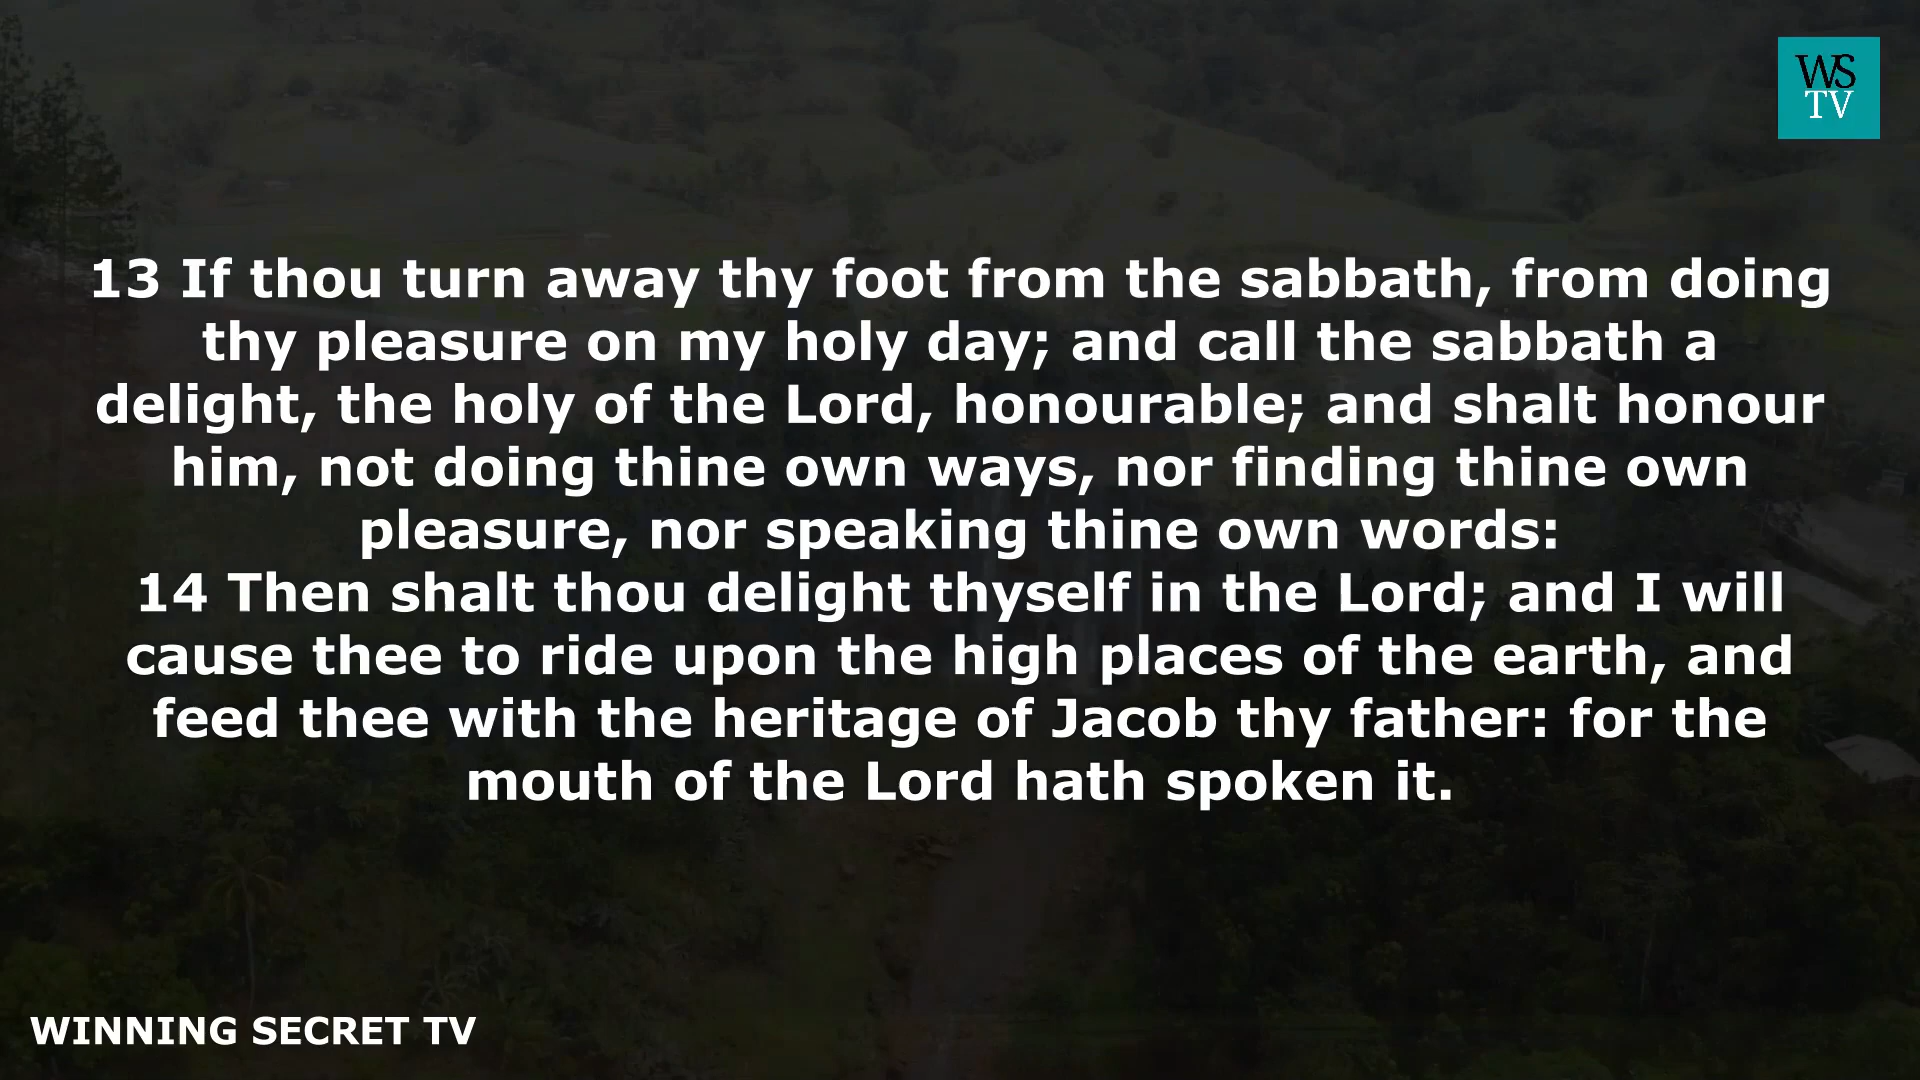 WS
TV
13 If thou turn away thy foot from the sabbath, from doing
thy pleasure on my holy day; and call the sabbath a
delight, the holy of the Lord, honourable; and shalt honour
him, not doing thine own ways, nor finding thine own
pleasure, nor speaking thine own words:
14 Then shalt thou delight thyself in the Lord; and I will
cause thee to ride upon the high places of the earth, and
feed thee with the heritage of Jacob thy father: for the
mouth of the Lord hath spoken it.
WINNING SECRET TV